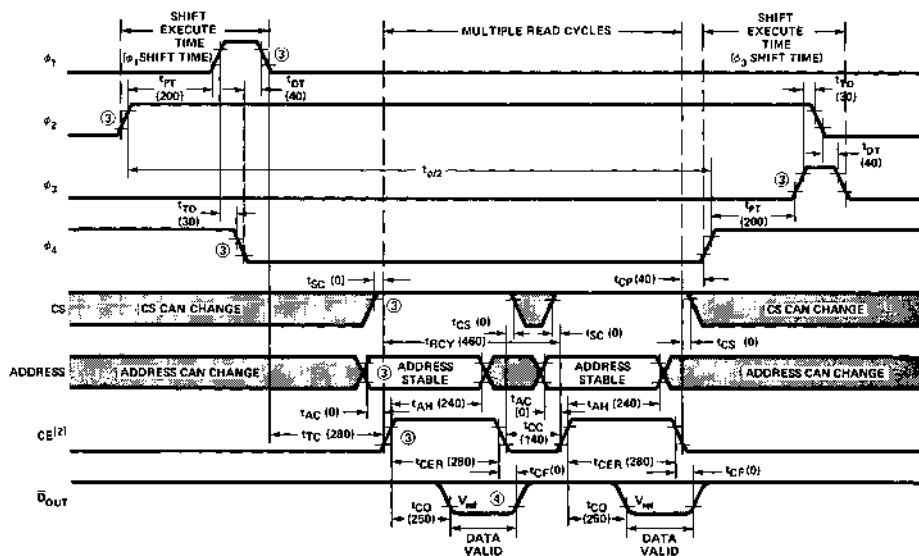 SHIFT
EXECUTE
TIME
(ϕ1 SHIFT TIME)
MULTIPLE READ CYCLES
SHIFT
EXECUTE
TIME
(ϕ3 SHIFT TIME)
ϕ1
③
tPT
(200)
tDT
(40)
tTD
(30)
ϕ2
③
tDT
(40)
tϕ/2
ϕ3
③
tTD
(30)
tPT
(200)
ϕ4
③
tSC (0)
tCP (40)
CS
CS CAN CHANGE
③
CS CAN CHANGE
tCS (0)
tSC (0)
tRCY (460)
tCS (0)
ADDRESS
ADDRESS CAN CHANGE
③
ADDRESS
STABLE
ADDRESS
STABLE
ADDRESS CAN CHANGE
tAC (0)
tAH (240)
tAC
(0)
tAH (240)
tTC (280)
tCC
(140)
CE[2]
③
tCER (280)
tCER (280)
tCF(0)
tCF(0)
D̅OUT
tCO
(250)
Vref
④
tCO
(250)
Vref
DATA
VALID
DATA
VALID